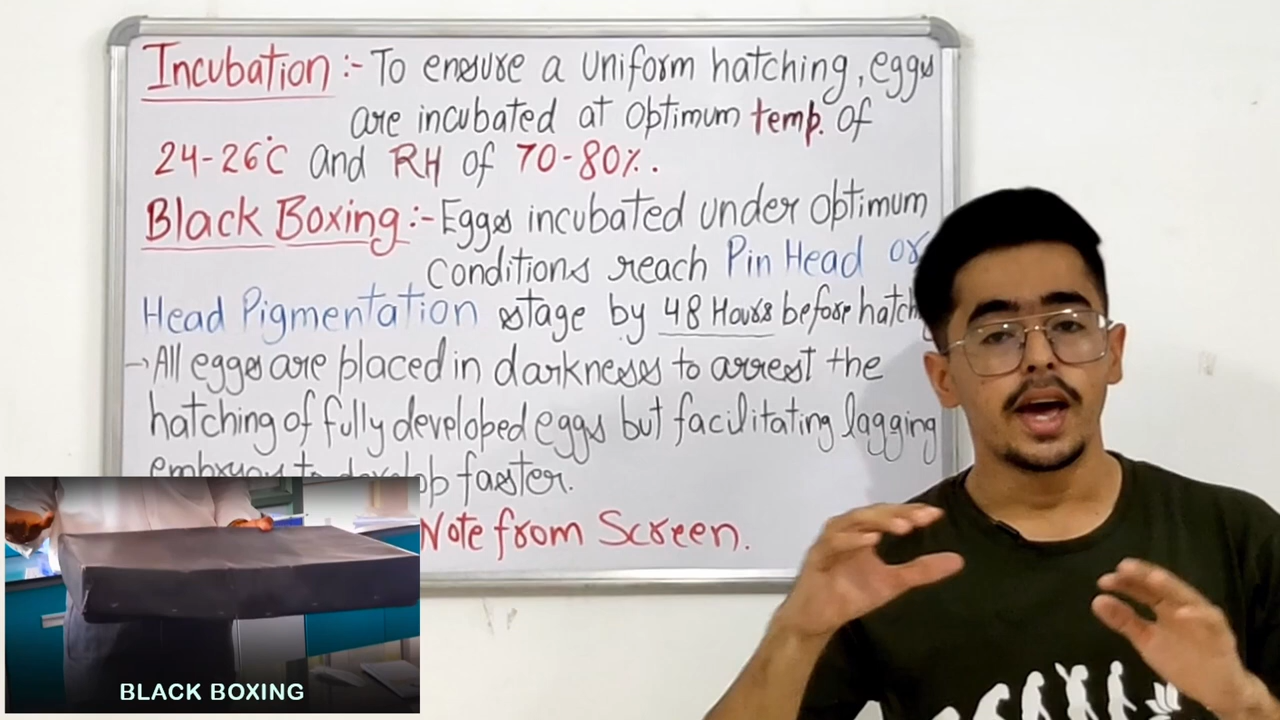 Incubation :- To ensure a uniform hatching, eggs
are incubated at optimum temp. of
24-26°C and RH of 70-80%.
Black Boxing :- Eggs incubated under optimum
conditions reach Pin Head or
Head Pigmentation stage by 48 Hours before hatch
→ All eggs are placed in darkness to arrest the
hatching of fully developed eggs but facilitating lagging
faster.
Note from Screen.
BLACK BOXING